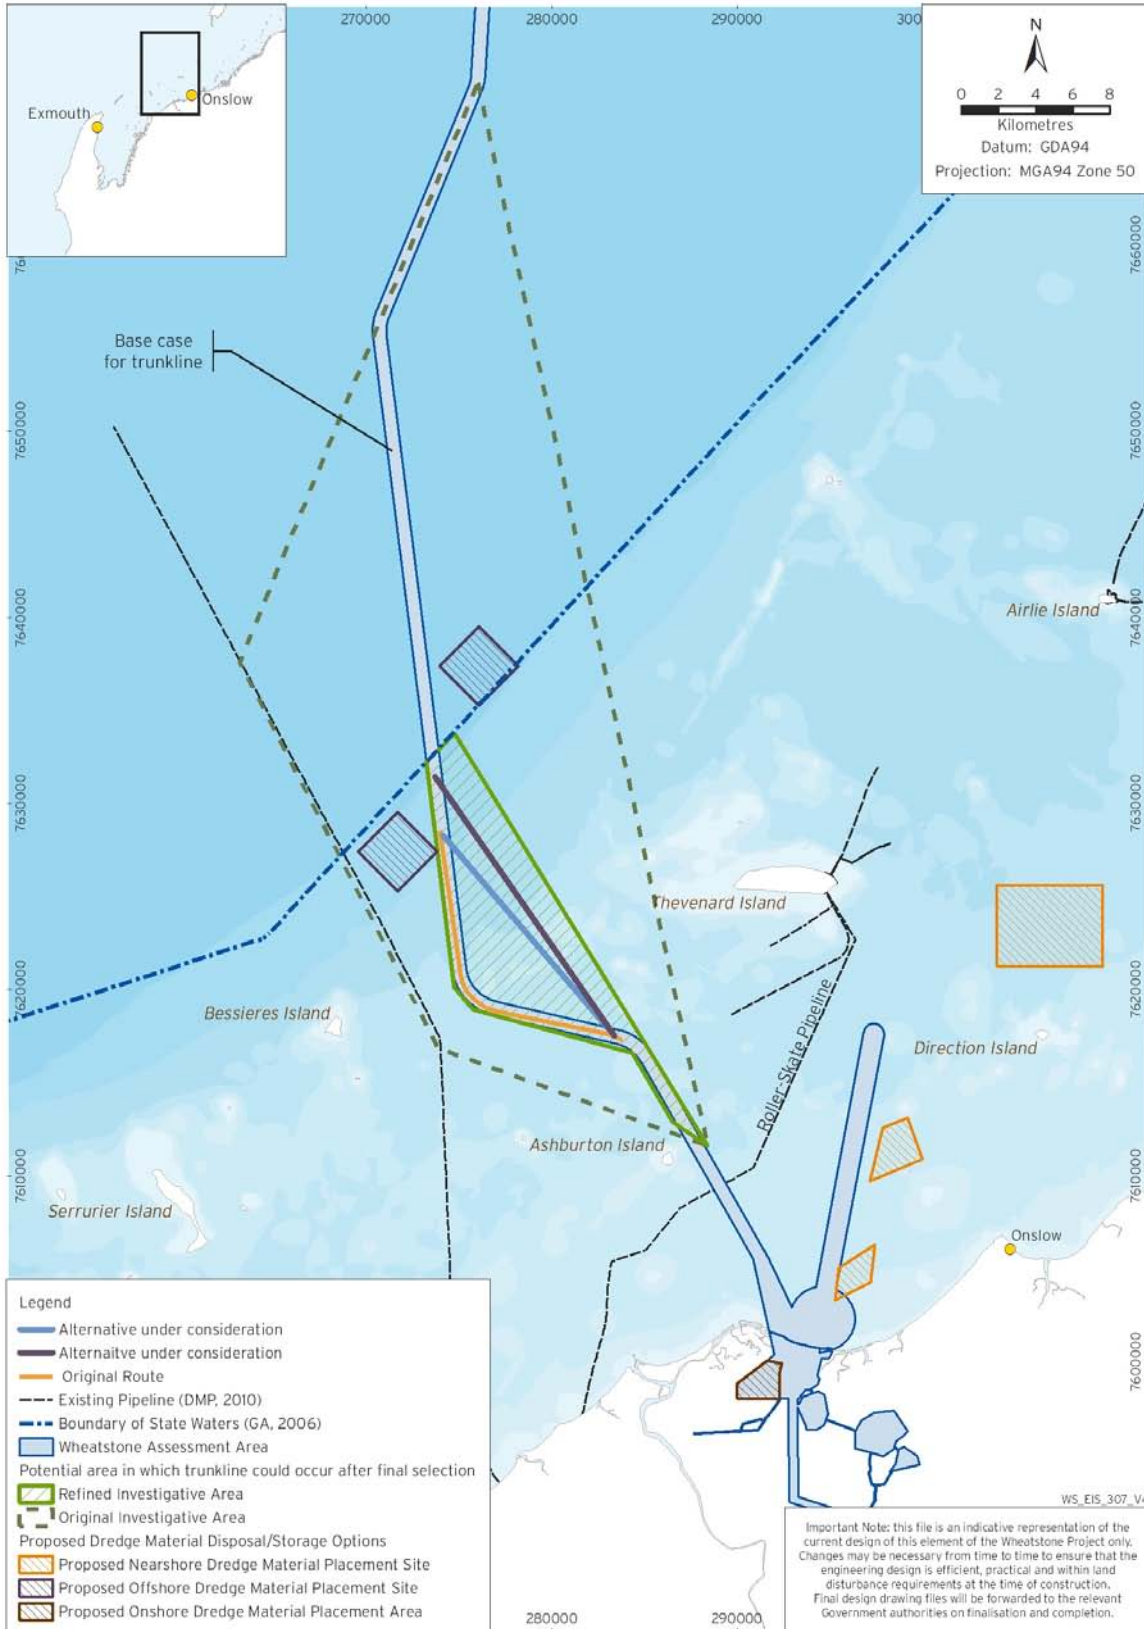 270000
280000
290000
300
N
0 2 4 6 8
Kilometres
Datum: GDA94
Projection: MGA94 Zone 50
Exmouth
Onslow
7660000
Base case
for trunkline
7650000
7650000
7640000
7640000
Airlie Island
7630000
7630000
Thevenard Island
7620000
7620000
Bessieres Island
Direction Island
Roller-Skate Pipeline
Ashburton Island
7610000
7610000
Serrurier Island
Onslow
7600000
Legend
Alternative under consideration
Alternaitve under consideration
Original Route
Existing Pipeline (DMP, 2010)
Boundary of State Waters (GA, 2006)
Wheatstone Assessment Area
Potential area in which trunkline could occur after final selection
Refined Investigative Area
Original Investigative Area
Proposed Dredge Material Disposal/Storage Options
Proposed Nearshore Dredge Material Placement Site
Proposed Offshore Dredge Material Placement Site
Proposed Onshore Dredge Material Placement Area
WS_EIS_307_V4
Important Note: this file is an indicative representation of the
current design of this element of the Wheatstone Project only.
Changes may be necessary from time to time to ensure that the
engineering design is efficient, practical and within land
disturbance requirements at the time of construction.
Final design drawing files will be forwarded to the relevant
Government authorities on finalisation and completion.
280000
290000